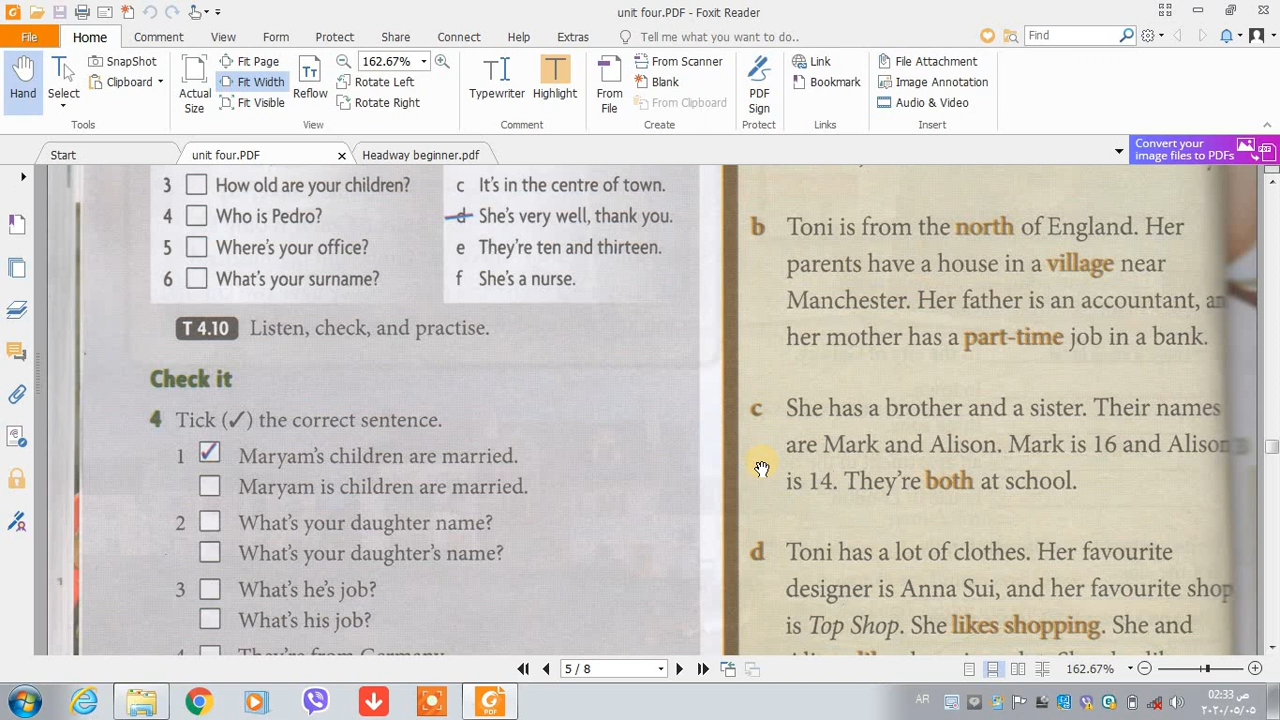 unit four.PDF - Foxit Reader
File Home Comment View Form Protect Share Connect Help Extras Tell me what you want to do.. Find
Hand
Select
SnapShot
Clipboard
Actual Size
Fit Page
Fit Width
Fit Visible
Reflow
162.67%
Rotate Left
Rotate Right
Typewriter
Highlight
From File
From Scanner
Blank
From Clipboard
PDF Sign
Link
Bookmark
File Attachment
Image Annotation
Audio & Video
Tools View Comment Create Protect Links Insert
Start unit four.PDF Headway beginner.pdf
Convert your image files to PDFs
3 How old are your children? c It's in the centre of town.
4 Who is Pedro? d She's very well, thank you.
5 Where's your office? e They're ten and thirteen.
6 What's your surname? f She's a nurse.
T 4.10 Listen, check, and practise.
Check it
4 Tick (✓) the correct sentence.
1 ✓ Maryam's children are married.
Maryam is children are married.
2 What's your daughter name?
What's your daughter's name?
3 What's he's job?
What's his job?
They're from Germany
b Toni is from the north of England. Her
parents have a house in a village near
Manchester. Her father is an accountant,
her mother has a part-time job in a bank.
c She has a brother and a sister. Their names
are Mark and Alison. Mark is 16 and Alison
is 14. They're both at school.
d Toni has a lot of clothes. Her favourite
designer is Anna Sui, and her favourite shop
is Top Shop. She likes shopping. She and
5 / 8 162.67%
AR
02:33 ص
٢٠٢٠/٠٥/٠٥